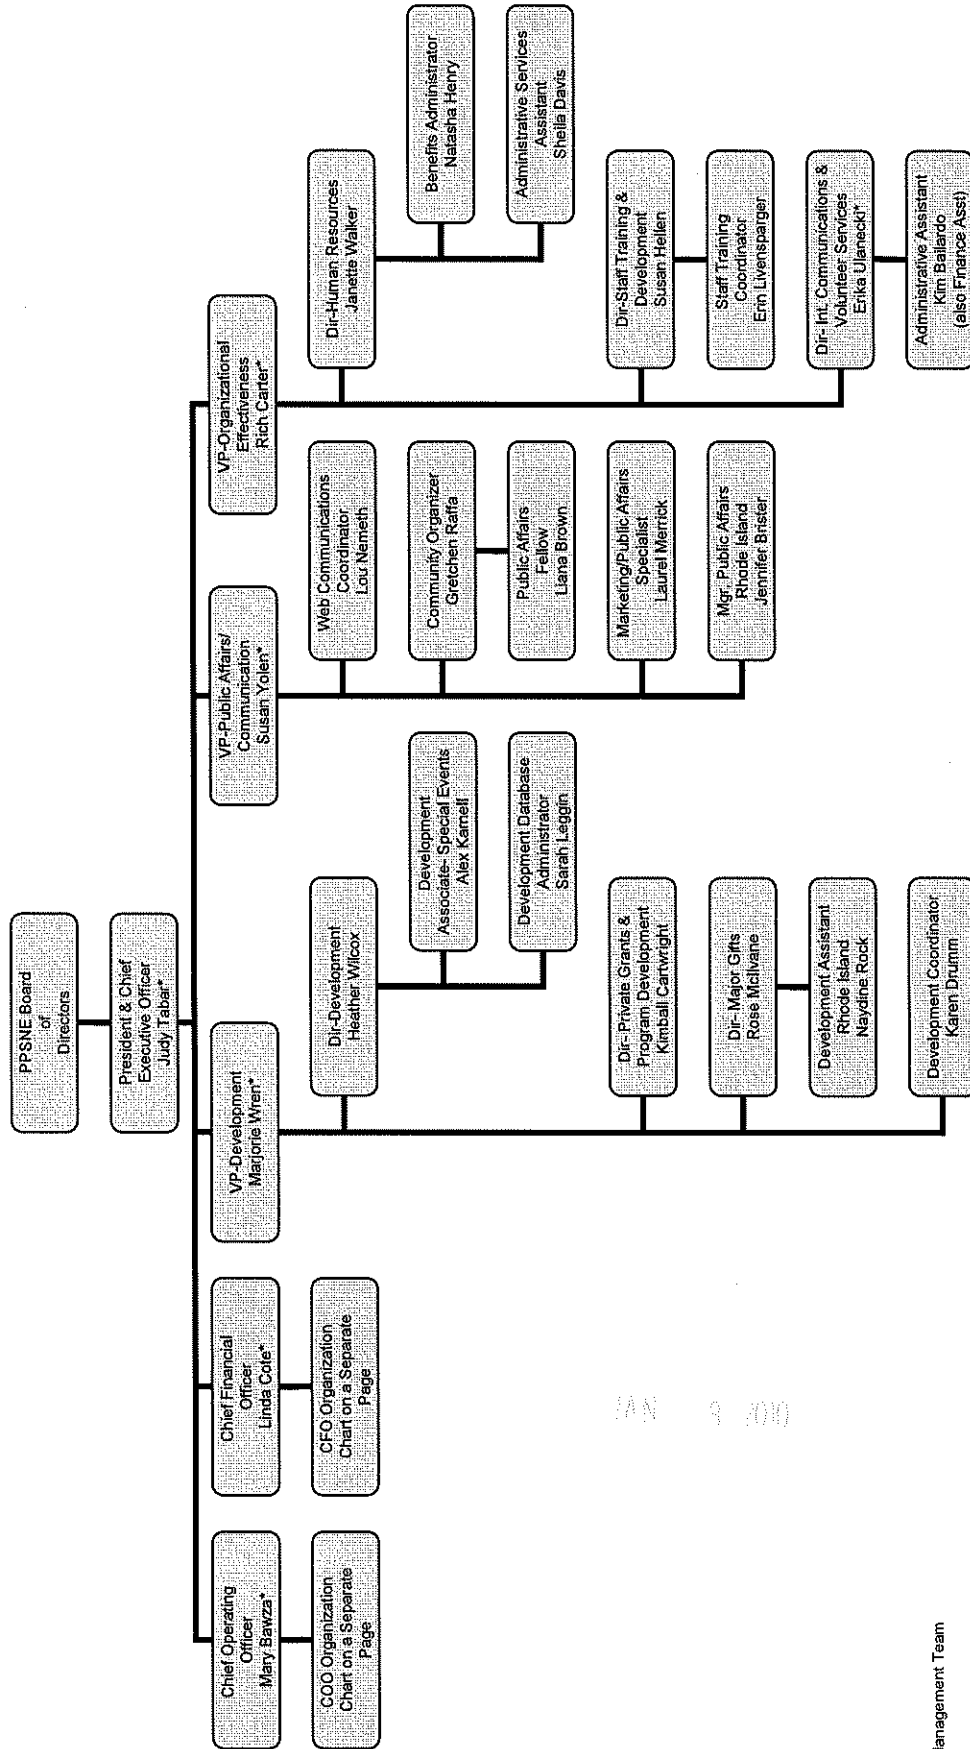 PPSNE Board
of
Directors
President & Chief
Executive Officer
Judy Tabar*
Chief Operating
Officer
Mary Bawza*
COO Organization
Chart on a Separate
Page
Chief Financial
Officer
Linda Cote*
CFO Organization
Chart on a Separate
Page
VP-Development
Marjorie Wren*
Dir-Development
Heather Wilcox
Development
Associate- Special Events
Alex Karnell
Development Database
Administrator
Sarah Leggin
Dir- Private Grants &
Program Development
Kimball Cartwright
Dir- Major Gifts
Rose McIlvane
Development Assistant
Rhode Island
Naydine Rock
Development Coordinator
Karen Drumm
VP-Public Affairs/
Communication
Susan Yolen*
Web Communications
Coordinator
Lou Nemeth
Community Organizer
Gretchen Raffa
Public Affairs
Fellow
Liana Brown
Marketing/Public Affairs
Specialist
Laurel Merrick
Mgr, Public Affairs
Rhode Island
Jennifer Brister
VP-Organizational
Effectiveness
Rich Carter*
Dir-Human Resources
Janette Walker
Benefits Administrator
Natasha Henry
Administrative Services
Assistant
Sheila Davis
Dir-Staff Training &
Development
Susan Hellen
Staff Training
Coordinator
Erin Livensparger
Dir- Int. Communications &
Volunteer Services
Erika Ulanecki*
Administrative Assistant
Kim Bailardo
(also Finance Asst)
JAN 9 2010
Management Team